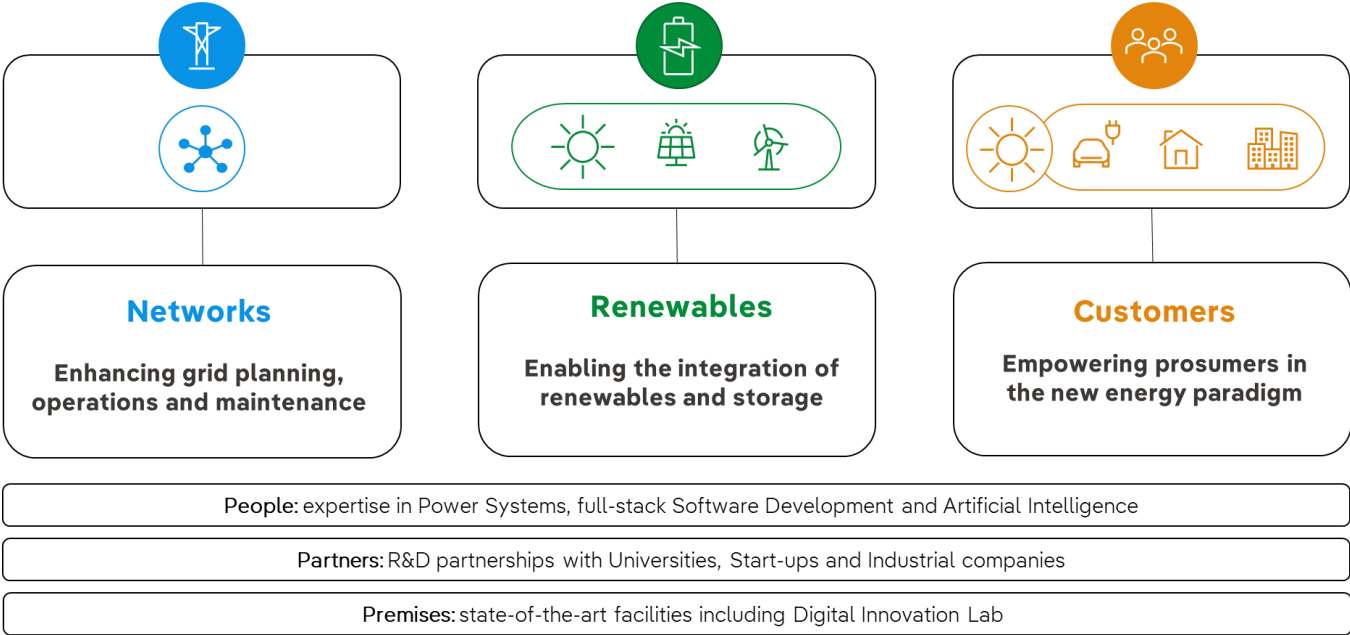 Networks
Enhancing grid planning,
operations and maintenance
Renewables
Enabling the integration of
renewables and storage
Customers
Empowering prosumers in
the new energy paradigm
People: expertise in Power Systems, full-stack Software Development and Artificial Intelligence
Partners: R&D partnerships with Universities, Start-ups and Industrial companies
Premises: state-of-the-art facilities including Digital Innovation Lab